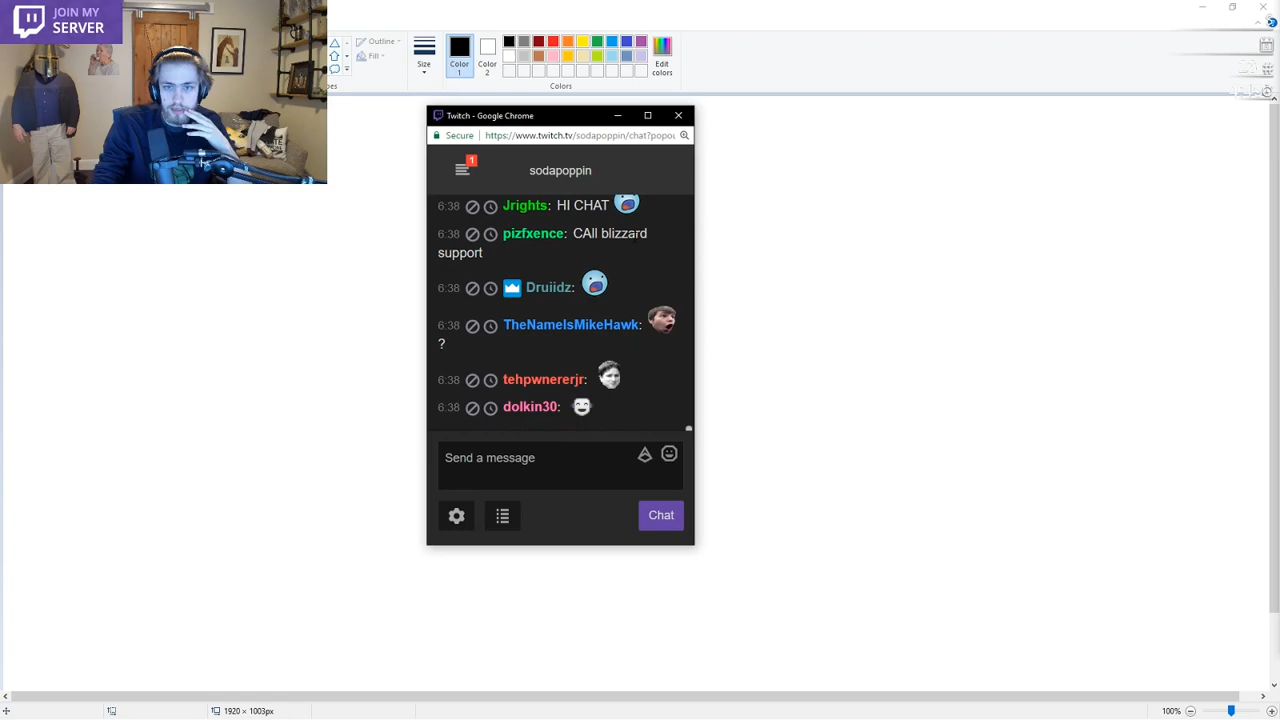 JOIN MY
SERVER
Outline
Fill
Size
Color
1
Color
2
Edit
colors
Colors
Twitch - Google Chrome
Secure
https://www.twitch.tv/sodapoppin/chat?popou
1
sodapoppin
6:38 Jrights: HI CHAT
6:38 pizfxence: CAll blizzard
support
6:38 Druiidz:
6:38 TheNameIsMikeHawk:
?
6:38 tehpwnererjr:
6:38 dolkin30:
Send a message
Chat
1920 × 1003px
100%